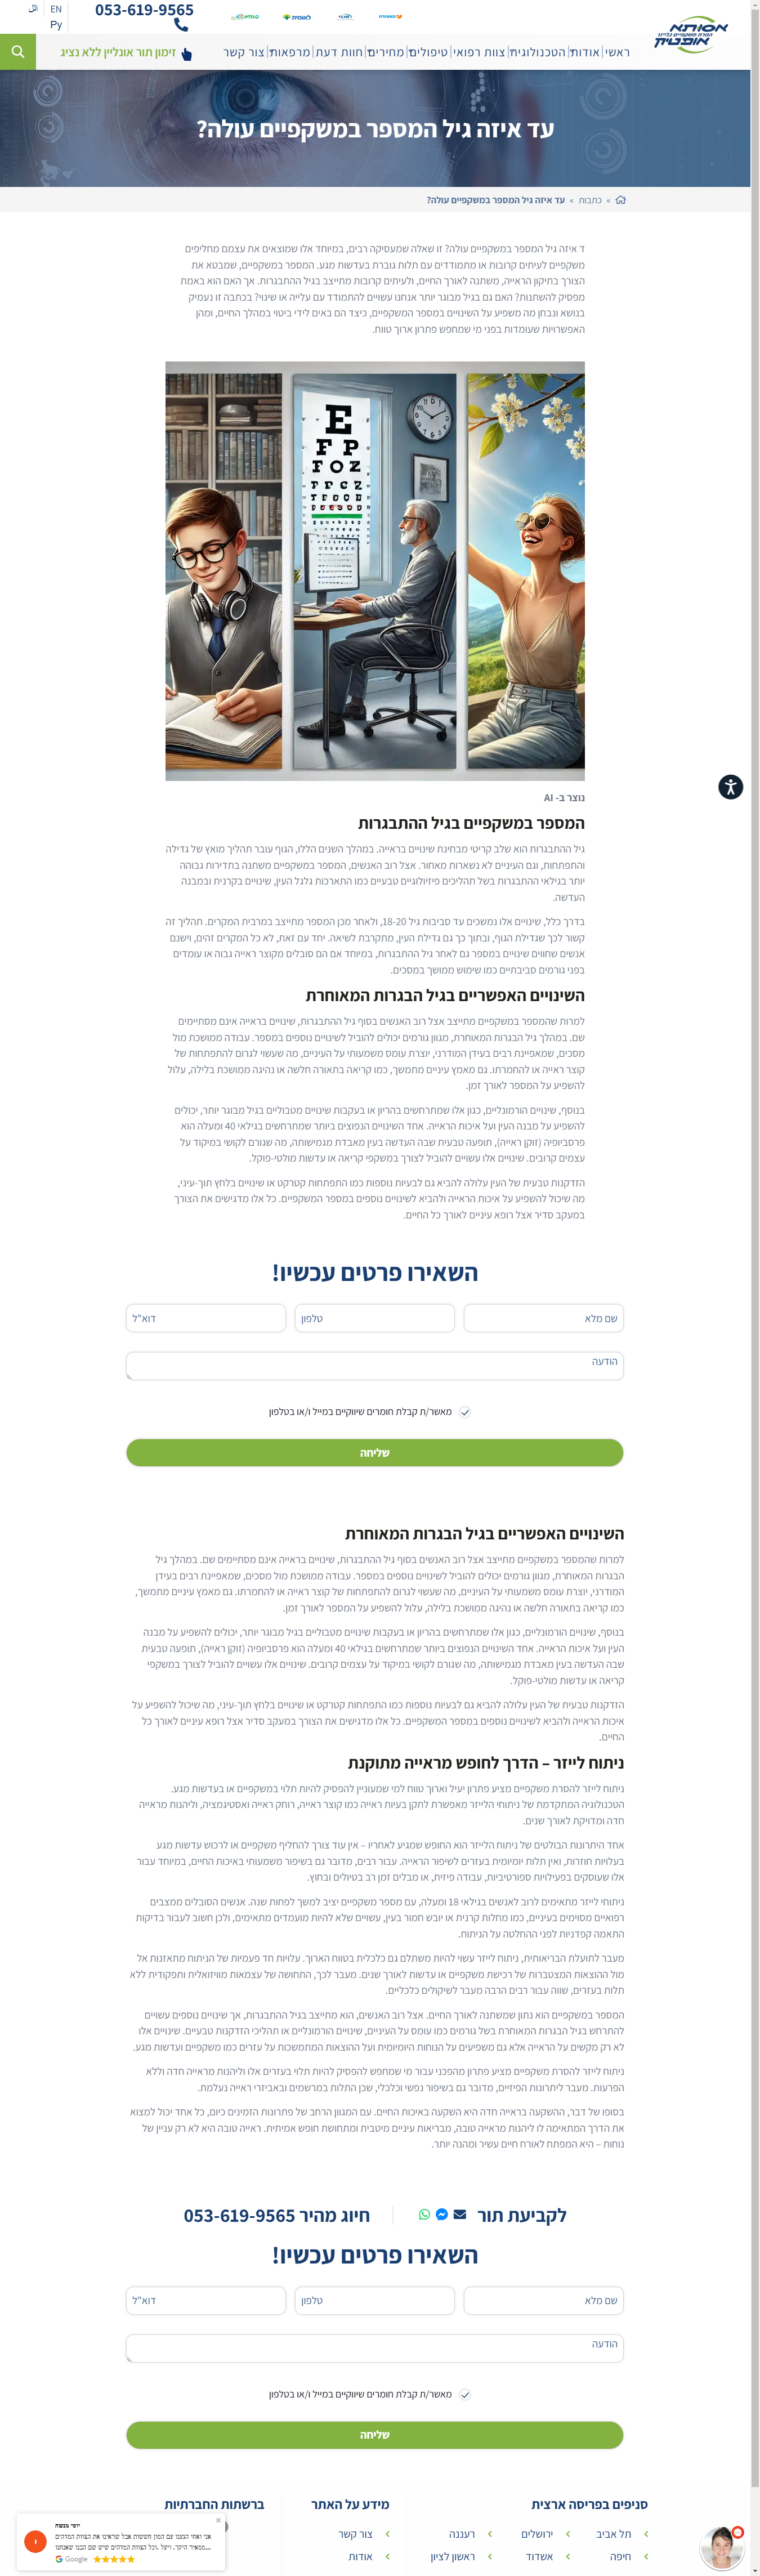 EN
Ру
053-619-9565
אסותא אופטיק
ראשי
אודות
הטכנולוגיה
צוות רפואי
טיפולים
מחירים
חוות דעת
מרפאות
צור קשר
זימון תור אונליין ללא נציג
עד איזה גיל המספר במשקפיים עולה?
» כתבות » עד איזה גיל המספר במשקפיים עולה?
ד איזה גיל המספר במשקפיים עולה? זו שאלה שמעסיקה רבים, במיוחד אלו שמוצאים את עצמם מחליפים
משקפיים לעיתים קרובות או מתמודדים עם תלות גוברת בעדשות מגע. המספר במשקפיים, שמבטא את
הצורך בתיקון הראייה, משתנה לאורך החיים, ולעיתים קרובות מתייצב בגיל ההתבגרות. אך האם הוא באמת
מפסיק להשתנות? האם גם בגיל מבוגר יותר אנחנו עשויים להתמודד עם עלייה או שינוי? בכתבה זו נעמיק
בנושא ונבחן מה משפיע על השינויים במספר המשקפיים, כיצד הם באים לידי ביטוי במהלך החיים, ומהן
האפשרויות שעומדות בפני מי שמחפש פתרון ארוך טווח.
נוצר ב- AI
המספר במשקפיים בגיל ההתבגרות
גיל ההתבגרות הוא שלב קריטי מבחינת שינויים בראייה. במהלך השנים הללו, הגוף עובר תהליך מואץ של גדילה
והתפתחות, וגם העיניים לא נשארות מאחור. אצל רוב האנשים, המספר במשקפיים משתנה בתדירות גבוהה
יותר בגילאי ההתבגרות בשל תהליכים פיזיולוגיים טבעיים כמו התארכות גלגל העין, שינויים בקרנית ובמבנה
העדשה.
בדרך כלל, שינויים אלו נמשכים עד סביבות גיל 18-20, ולאחר מכן המספר מתייצב במרבית המקרים. תהליך זה
קשור לכך שגדילת הגוף, ובתוך כך גם גדילת העין, מתקרבת לשיאה. יחד עם זאת, לא כל המקרים זהים, וישנם
אנשים שחווים שינויים במספר גם לאחר גיל ההתבגרות, במיוחד אם הם סובלים מקוצר ראייה גבוה או עומדים
בפני גורמים סביבתיים כמו שימוש ממושך במסכים.
השינויים האפשריים בגיל הבגרות המאוחרת
למרות שהמספר במשקפיים מתייצב אצל רוב האנשים בסוף גיל ההתבגרות, שינויים בראייה אינם מסתיימים
שם. במהלך גיל הבגרות המאוחרת, מגוון גורמים יכולים להוביל לשינויים נוספים במספר. עבודה ממושכת מול
מסכים, שמאפיינת רבים בעידן המודרני, יוצרת עומס משמעותי על העיניים, מה שעשוי לגרום להתפתחות של
קוצר ראייה או להחמרתו. גם מאמץ עיניים מתמשך, כמו קריאה בתאורה חלשה או נהיגה ממושכת בלילה, עלול
להשפיע על המספר לאורך זמן.
בנוסף, שינויים הורמונליים, כגון אלו שמתרחשים בהריון או בעקבות שינויים מטבוליים בגיל מבוגר יותר, יכולים
להשפיע על מבנה העין ועל איכות הראייה. אחד השינויים הנפוצים ביותר שמתרחשים בגילאי 40 ומעלה הוא
פרסביופיה (זוקן ראייה), תופעה טבעית שבה העדשה בעין מאבדת מגמישותה, מה שגורם לקושי במיקוד על
עצמים קרובים. שינויים אלו עשויים להוביל לצורך במשקפי קריאה או עדשות מולטי-פוקל.
הזדקנות טבעית של העין עלולה להביא גם לבעיות נוספות כמו התפתחות קטרקט או שינויים בלחץ תוך-עיני,
מה שיכול להשפיע על איכות הראייה ולהביא לשינויים נוספים במספר המשקפיים. כל אלו מדגישים את הצורך
במעקב סדיר אצל רופא עיניים לאורך כל החיים.
השאירו פרטים עכשיו!
שם מלא
טלפון
דוא"ל
הודעה
מאשר/ת קבלת חומרים שיווקיים במייל ו/או בטלפון
שליחה
השינויים האפשריים בגיל הבגרות המאוחרת
למרות שהמספר במשקפיים מתייצב אצל רוב האנשים בסוף גיל ההתבגרות, שינויים בראייה אינם מסתיימים שם. במהלך גיל
הבגרות המאוחרת, מגוון גורמים יכולים להוביל לשינויים נוספים במספר. עבודה ממושכת מול מסכים, שמאפיינת רבים בעידן
המודרני, יוצרת עומס משמעותי על העיניים, מה שעשוי לגרום להתפתחות של קוצר ראייה או להחמרתו. גם מאמץ עיניים מתמשך,
כמו קריאה בתאורה חלשה או נהיגה ממושכת בלילה, עלול להשפיע על המספר לאורך זמן.
בנוסף, שינויים הורמונליים, כגון אלו שמתרחשים בהריון או בעקבות שינויים מטבוליים בגיל מבוגר יותר, יכולים להשפיע על מבנה
העין ועל איכות הראייה. אחד השינויים הנפוצים ביותר שמתרחשים בגילאי 40 ומעלה הוא פרסביופיה (זוקן ראייה), תופעה טבעית
שבה העדשה בעין מאבדת מגמישותה, מה שגורם לקושי במיקוד על עצמים קרובים. שינויים אלו עשויים להוביל לצורך במשקפי
קריאה או עדשות מולטי-פוקל.
הזדקנות טבעית של העין עלולה להביא גם לבעיות נוספות כמו התפתחות קטרקט או שינויים בלחץ תוך-עיני, מה שיכול להשפיע על
איכות הראייה ולהביא לשינויים נוספים במספר המשקפיים. כל אלו מדגישים את הצורך במעקב סדיר אצל רופא עיניים לאורך כל
החיים.
ניתוח לייזר – הדרך לחופש מראייה מתוקנת
ניתוח לייזר להסרת משקפיים מציע פתרון יעיל וארוך טווח למי שמעוניין להפסיק להיות תלוי במשקפיים או בעדשות מגע.
הטכנולוגיה המתקדמת של ניתוחי הלייזר מאפשרת לתקן בעיות ראייה כמו קוצר ראייה, רוחק ראייה ואסטיגמציה, וליהנות מראייה
חדה ומדויקת לאורך שנים.
אחד היתרונות הבולטים של ניתוח הלייזר הוא החופש שמגיע לאחריו – אין עוד צורך להחליף משקפיים או לרכוש עדשות מגע
בעלויות חוזרות, ואין תלות יומיומית בעזרים לשיפור הראייה. עבור רבים, מדובר גם בשיפור משמעותי באיכות החיים, במיוחד עבור
אלו שעוסקים בפעילויות ספורטיביות, עבודה פיזית, או מבלים זמן רב בטיולים ובחוץ.
ניתוחי לייזר מתאימים לרוב לאנשים בגילאי 18 ומעלה, עם מספר משקפיים יציב למשך לפחות שנה. אנשים הסובלים ממצבים
רפואיים מסוימים בעיניים, כמו מחלות קרנית או יובש חמור בעין, עשויים שלא להיות מועמדים מתאימים, ולכן חשוב לעבור בדיקות
התאמה קפדניות לפני ההחלטה על הניתוח.
מעבר לתועלת הבריאותית, ניתוח לייזר עשוי להיות משתלם גם כלכלית בטווח הארוך. עלויות חד פעמיות של הניתוח מתאזנות אל
מול ההוצאות המצטברות של רכישת משקפיים או עדשות לאורך שנים. מעבר לכך, התחושה של עצמאות מוויזואלית ותפקודית ללא
תלות בעזרים, שווה עבור רבים הרבה מעבר לשיקולים כלכליים.
המספר במשקפיים הוא נתון שמשתנה לאורך החיים. אצל רוב האנשים, הוא מתייצב בגיל ההתבגרות, אך שינויים נוספים עשויים
להתרחש בגיל הבגרות המאוחרת בשל גורמים כמו עומס על העיניים, שינויים הורמונליים או תהליכי הזדקנות טבעיים. שינויים אלו
לא רק מקשים על הראייה אלא גם משפיעים על הנוחות היומיומית ועל ההוצאות המתמשכות על עזרים כמו משקפיים ועדשות מגע.
ניתוח לייזר להסרת משקפיים מציע פתרון מהפכני עבור מי שמחפש להפסיק להיות תלוי בעזרים אלו וליהנות מראייה חדה וללא
הפרעות. מעבר ליתרונות הפיזיים, מדובר גם בשיפור נפשי וכלכלי, שכן התלות במרשמים ובאביזרי ראייה נעלמת.
בסופו של דבר, ההשקעה בראייה חדה היא השקעה באיכות החיים. עם המגוון הרחב של פתרונות הזמינים כיום, כל אחד יכול למצוא
את הדרך המתאימה לו ליהנות מראייה טובה, מבריאות עיניים מיטבית ומתחושת חופש אמיתית. ראייה טובה היא לא רק עניין של
נוחות – היא המפתח לאורח חיים עשיר ומהנה יותר.
לקביעת תור
חיוג מהיר 053-619-9565
השאירו פרטים עכשיו!
שם מלא
טלפון
דוא"ל
הודעה
מאשר/ת קבלת חומרים שיווקיים במייל ו/או בטלפון
שליחה
סניפים בפריסה ארצית
תל אביב
ירושלים
רעננה
חיפה
אשדוד
ראשון לציון
מידע על האתר
צור קשר
אודות
ברשתות החברתיות
יוסי מנשה
Google